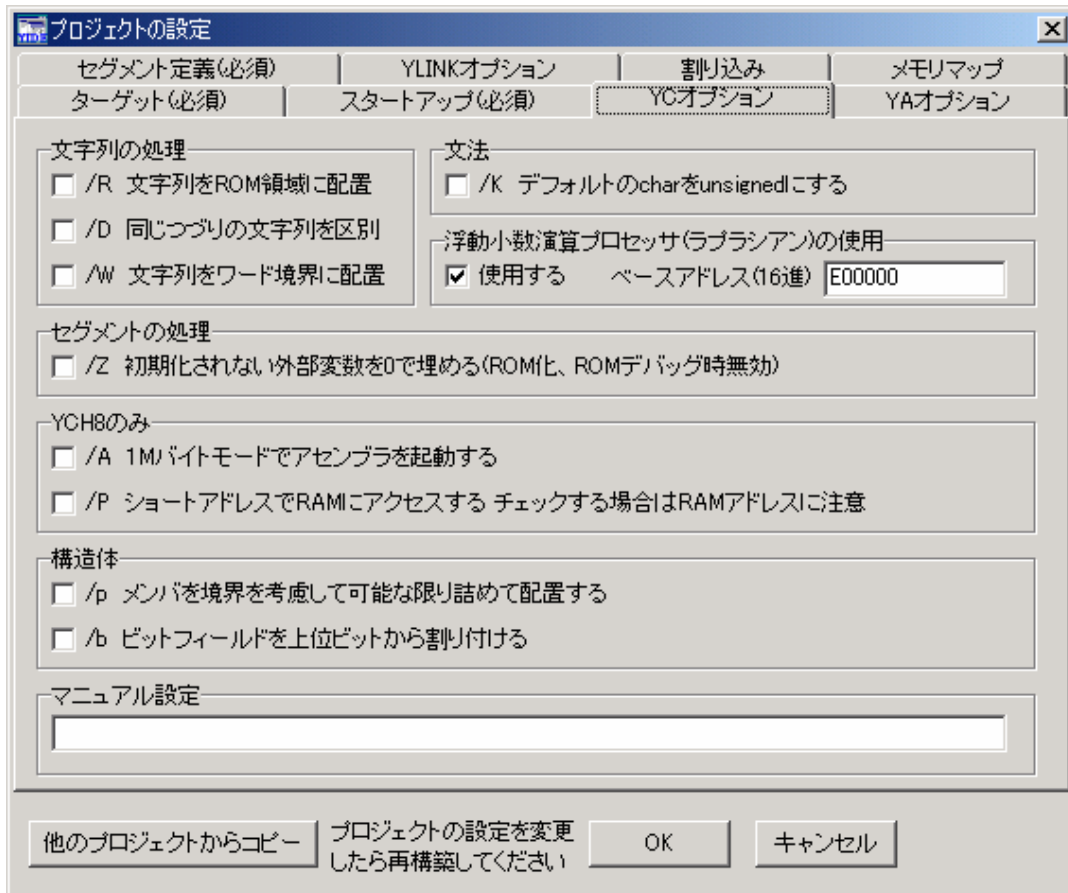 プロジェクトの設定
セグメント定義(必須) YLINKオプション 割り込み メモリマップ
ターゲット(必須) スタートアップ(必須) YCオプション YAオプション
文字列の処理
/R 文字列をROM領域に配置
/D 同じつづりの文字列を区別
/W 文字列をワード境界に配置
文法
/K デフォルトのcharをunsignedにする
浮動小数演算プロセッサ(ラプラシアン)の使用
使用する ベースアドレス(16進) E00000
セグメントの処理
/Z 初期化されない外部変数を0で埋める(ROM化、ROMデバッグ時無効)
YCH8のみ
/A 1Mバイトモードでアセンブラを起動する
/P ショートアドレスでRAMにアクセスする チェックする場合はRAMアドレスに注意
構造体
/p メンバを境界を考慮して可能な限り詰めて配置する
/b ビットフィールドを上位ビットから割り付ける
マニュアル設定
他のプロジェクトからコピー
プロジェクトの設定を変更
したら再構築してください
OK
キャンセル